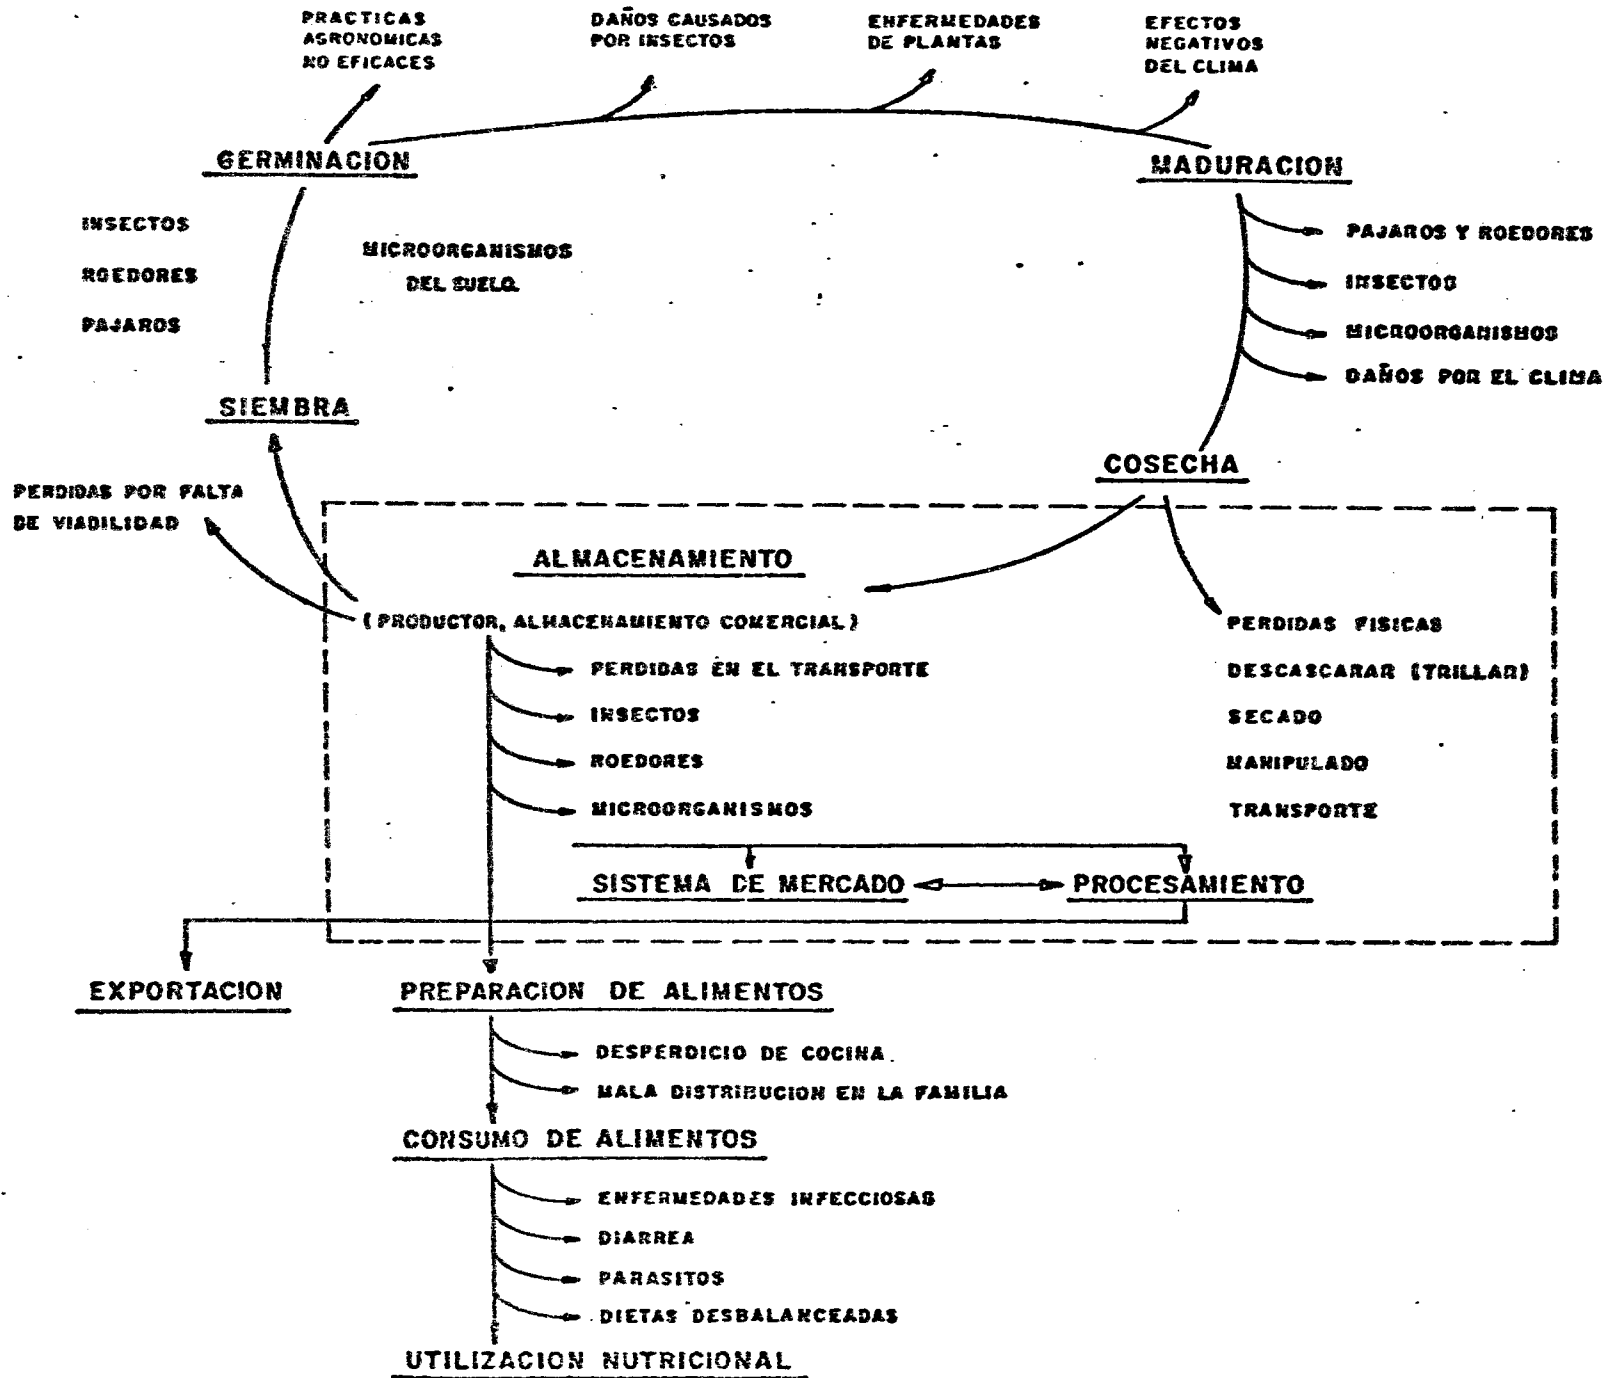 PRACTICAS
AGRONOMICAS
NO EFICACES
DAÑOS CAUSADOS
POR INSECTOS
ENFERMEDADES
DE PLANTAS
EFECTOS
NEGATIVOS
DEL CLIMA
GERMINACION
MADURACION
INSECTOS
ROEDORES
PAJAROS
MICROORGANISMOS
DEL SUELO.
PAJAROS Y ROEDORES
INSECTOS
MICROORGANISMOS
DAÑOS POR EL CLIMA
SIEMBRA
COSECHA
PERDIDAS POR FALTA
DE VIABILIDAD
ALMACENAMIENTO
(PRODUCTOR, ALMACENAMIENTO COMERCIAL)
PERDIDAS EN EL TRANSPORTE
INSECTOS
ROEDORES
MICROORGANISMOS
PERDIDAS FISICAS
DESCASCARAR (TRILLAR)
SECADO
MANIPULADO
TRANSPORTE
SISTEMA DE MERCADO
PROCESAMIENTO
EXPORTACION
PREPARACION DE ALIMENTOS
DESPERDICIO DE COCINA
MALA DISTRIBUCION EN LA FAMILIA
CONSUMO DE ALIMENTOS
ENFERMEDADES INFECCIOSAS
DIARREA
PARASITOS
DIETAS DESBALANCEADAS
UTILIZACION NUTRICIONAL